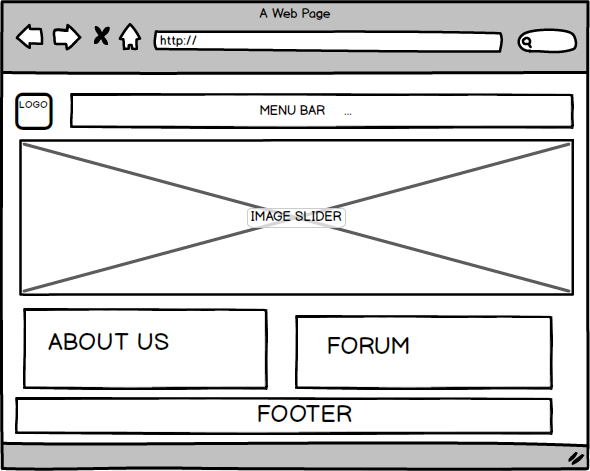 A Web Page
http://
LOGO
MENU BAR ...
IMAGE SLIDER
ABOUT US
FORUM
FOOTER